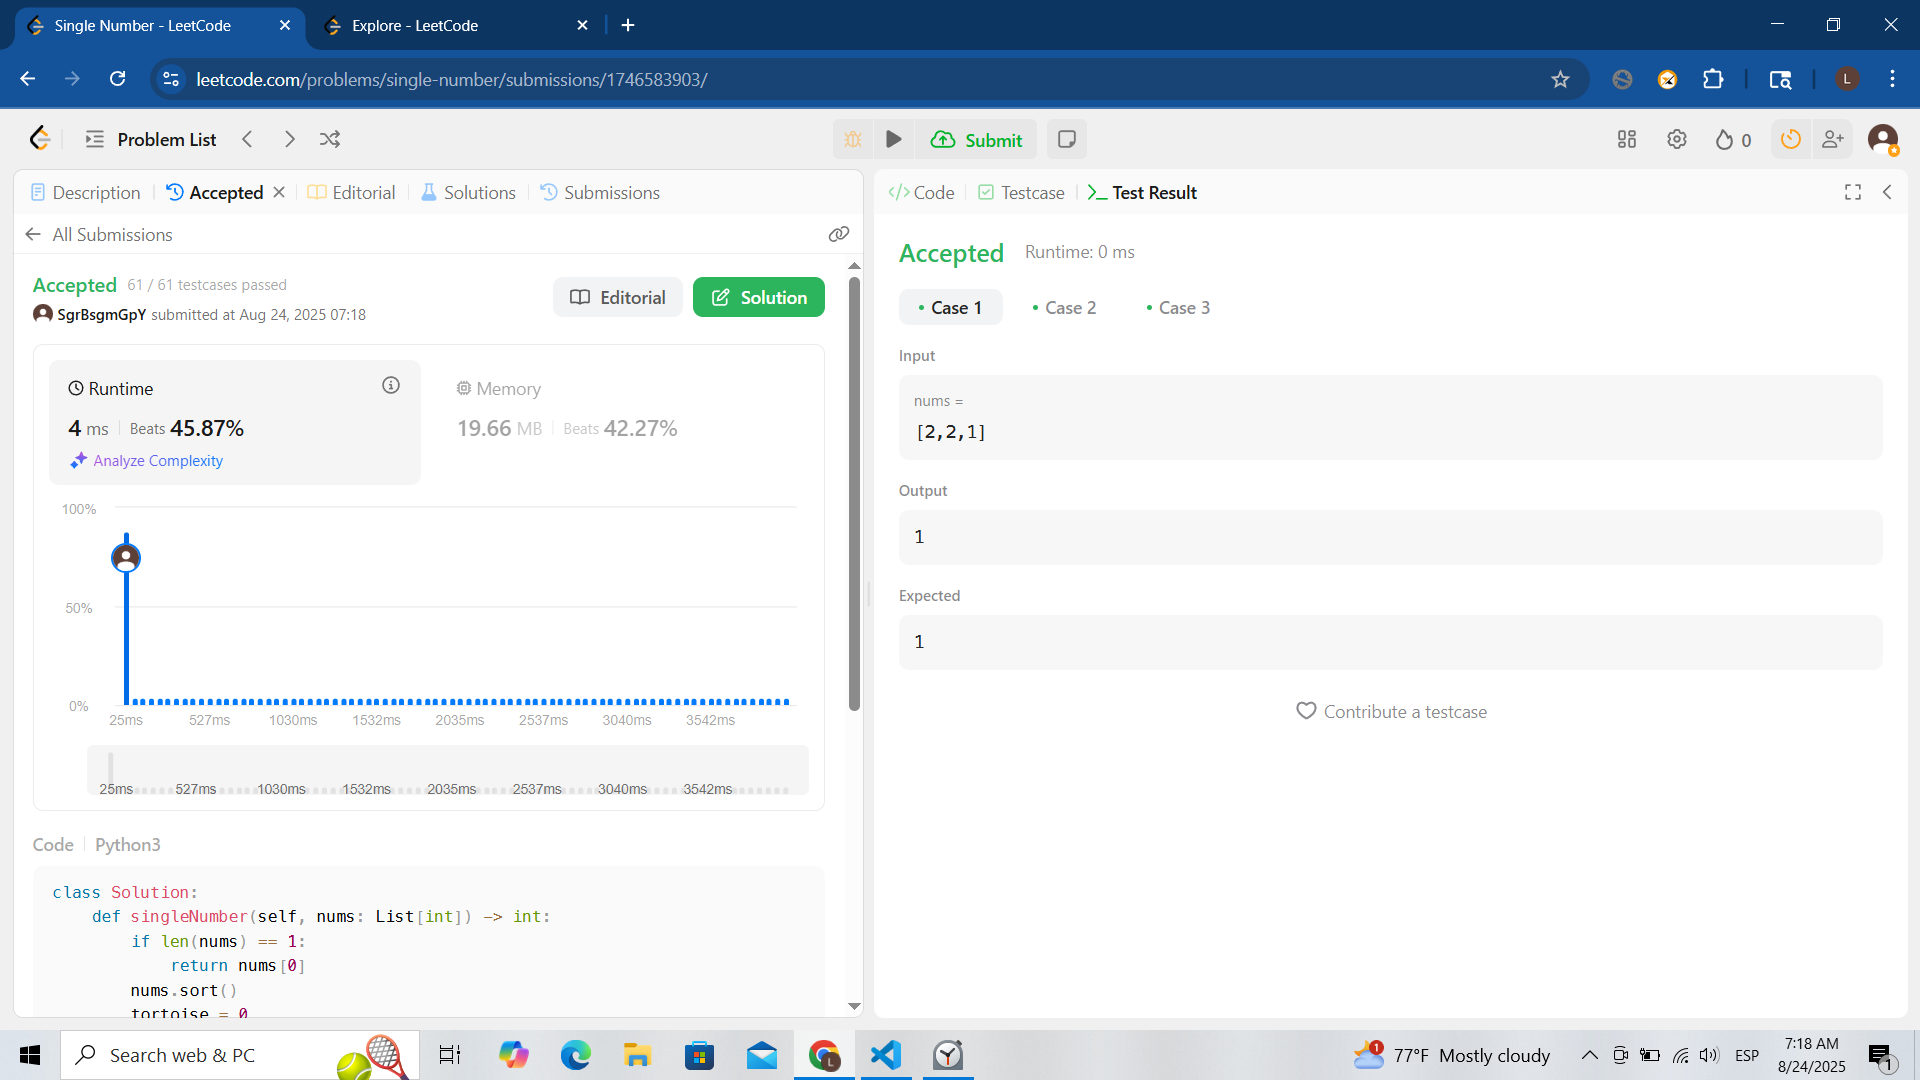 Single Number - LeetCode
Explore - LeetCode
leetcode.com/problems/single-number/submissions/1746583903/
L
Problem List
Submit
0
Description
Accepted
Editorial
Solutions
Submissions
All Submissions
Accepted 61 / 61 testcases passed
SgrBsgmGpY submitted at Aug 24, 2025 07:18
Editorial
Solution
Runtime
4 ms Beats 45.87%
Analyze Complexity
Memory
19.66 MB Beats 42.27%
100%
50%
0%
25ms 527ms 1030ms 1532ms 2035ms 2537ms 3040ms 3542ms
25ms 527ms 1030ms 1532ms 2035ms 2537ms 3040ms 3542ms
Code Python3
class Solution:
def singleNumber(self, nums: List[int]) -> int:
if len(nums) == 1:
return nums[0]
nums.sort()
tortoise = 0
</> Code
Testcase
>_ Test Result
Accepted Runtime: 0 ms
• Case 1
• Case 2
• Case 3
Input
nums =
[2,2,1]
Output
1
Expected
1
Contribute a testcase
Search web & PC
L
1
77°F Mostly cloudy
ESP
7:18 AM
8/24/2025
1